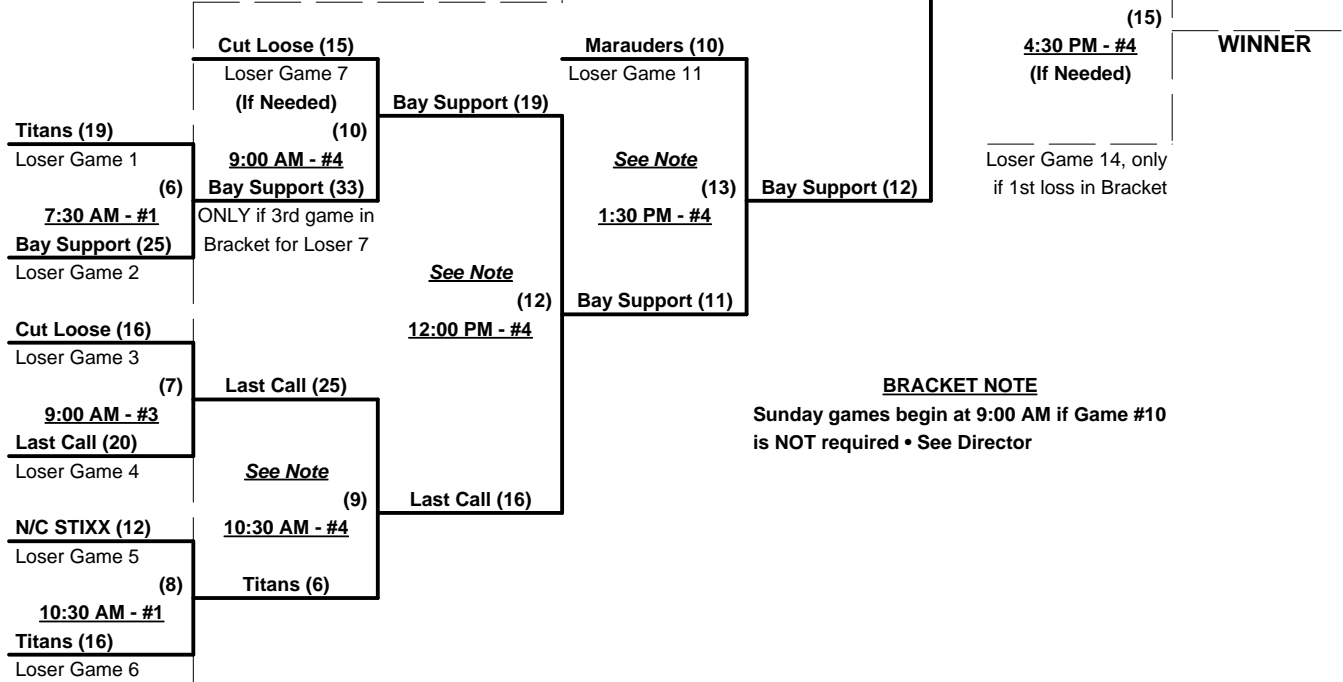 (15)
Cut Loose (15)
Marauders (10)
4:30 PM - #4
WINNER
Loser Game 7
Loser Game 11
(If Needed)
(If Needed)
Bay Support (19)
Titans (19)
(10)
Loser Game 1
9:00 AM - #4
See Note
Loser Game 14, only
(6)
Bay Support (33)
(13)
Bay Support (12)
if 1st loss in Bracket
7:30 AM - #1
ONLY if 3rd game in
1:30 PM - #4
Bay Support (25)
Bracket for Loser 7
Loser Game 2
See Note
(12)
Bay Support (11)
Cut Loose (16)
12:00 PM - #4
Loser Game 3
(7)
Last Call (25)
BRACKET NOTE
9:00 AM - #3
Sunday games begin at 9:00 AM if Game #10
Last Call (20)
is NOT required • See Director
Loser Game 4
See Note
(9)
Last Call (16)
N/C STIXX (12)
10:30 AM - #4
Loser Game 5
(8)
Titans (6)
10:30 AM - #1
Titans (16)
Loser Game 6